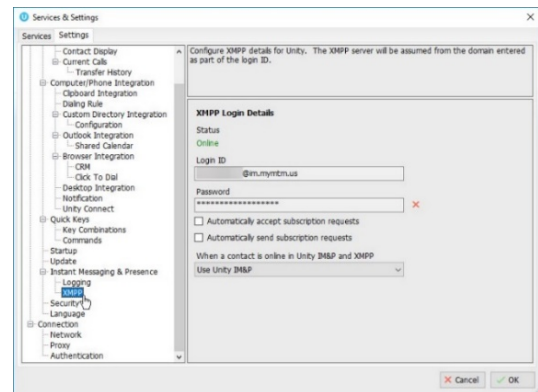 Services & Settings
Services Settings
Contact Display
Current Calls
Transfer History
Computer/Phone Integration
Clipboard Integration
Dialing Rule
Custom Directory Integration
Configuration
Outlook Integration
Shared Calendar
Browser Integration
CRM
Click To Dial
Desktop Integration
Notification
Unity Connect
Quick Keys
Key Combinations
Commands
Startup
Update
Instant Messaging & Presence
Logging
XMPP
Security
Language
Connection
Network
Proxy
Authentication
Configure XMPP details for Unity. The XMPP server will be assumed from the domain entered
as part of the login ID.
XMPP Login Details
Status
Online
Login ID
@im.mymtm.us
Password
******************
Automatically accept subscription requests
Automatically send subscription requests
When a contact is online in Unity IM&P and XMPP
Use Unity IM&P
Cancel OK